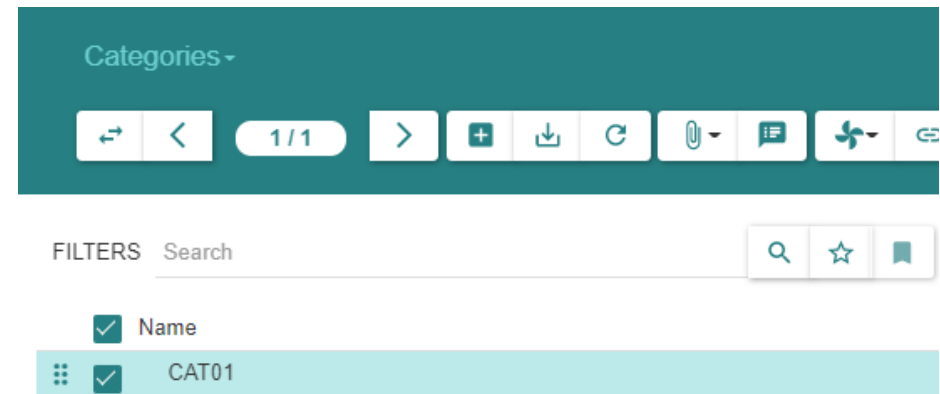 Categories
1 / 1
FILTERS Search
Name
CAT01